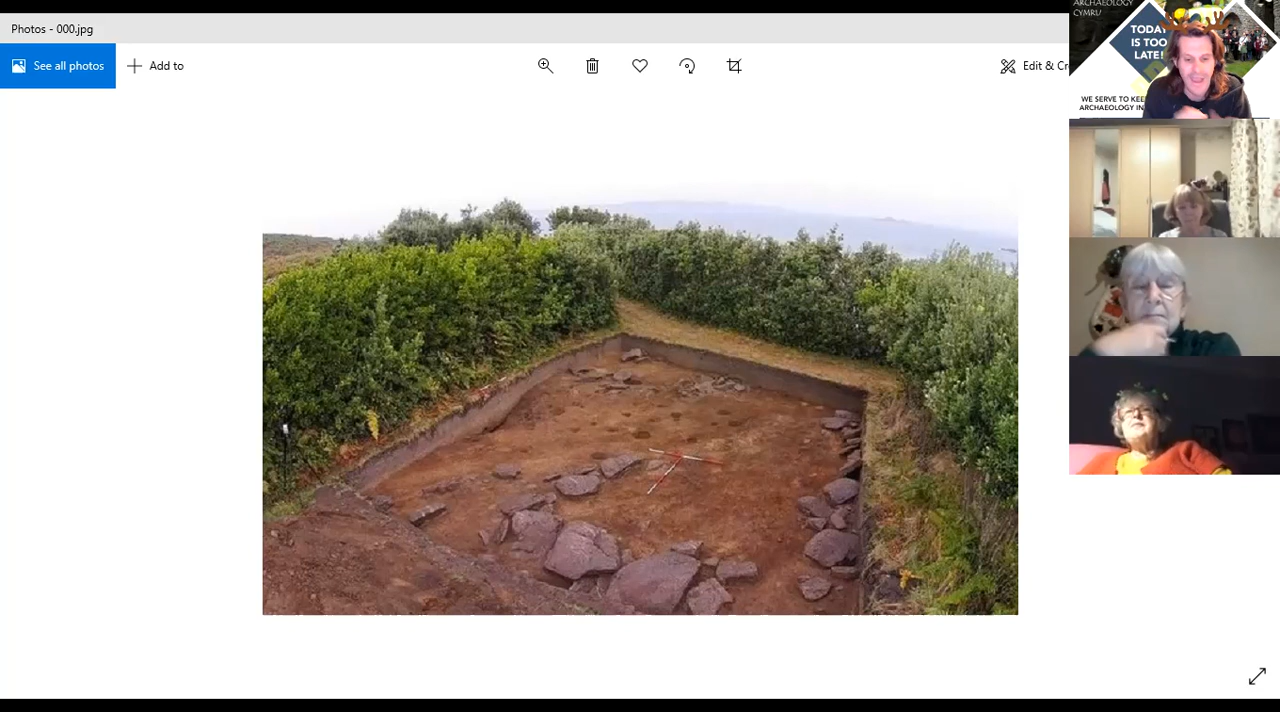 Photos - 000.jpg
See all photos
Add to
Edit & Cr
ARCHAEOLOGY
CYMRU
TODAY
IS TOO
LATE!
WE SERVE TO KEE
ARCHAEOLOGY IN